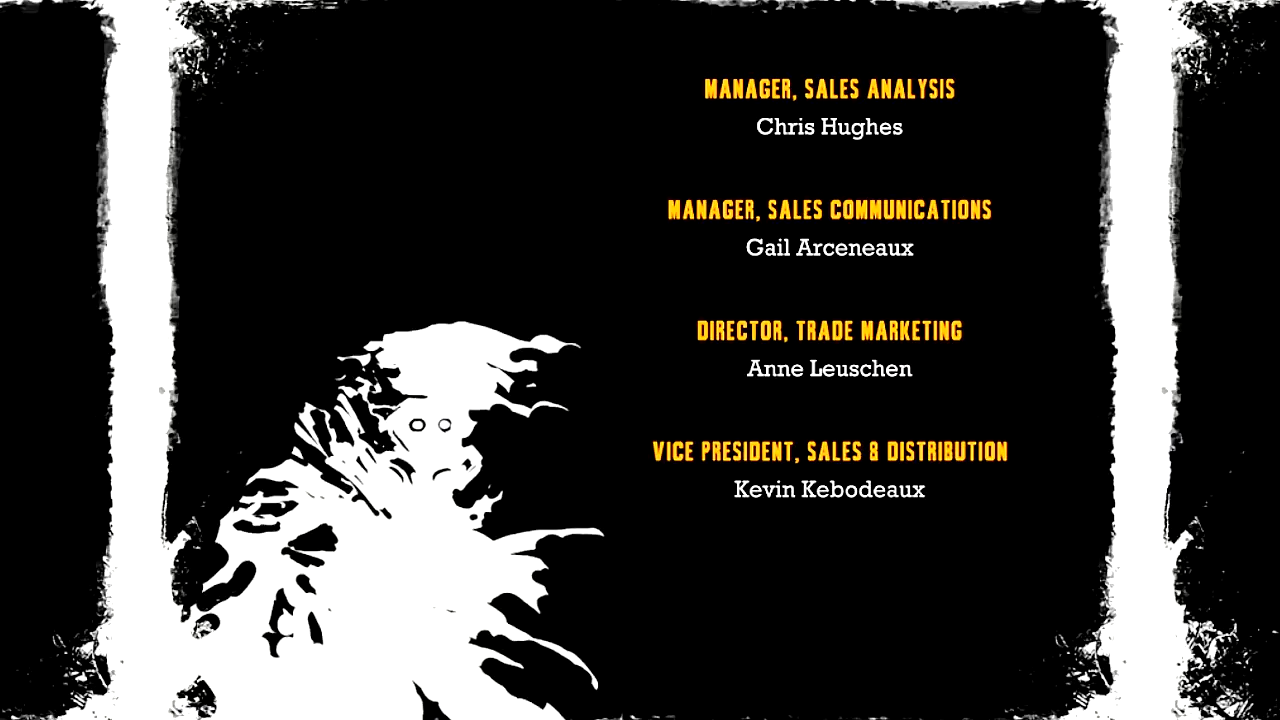 MANAGER, SALES ANALYSIS
Chris Hughes
MANAGER, SALES COMMUNICATIONS
Gail Arceneaux
DIRECTOR, TRADE MARKETING
Anne Leuschen
VICE PRESIDENT, SALES & DISTRIBUTION
Kevin Kebodeaux